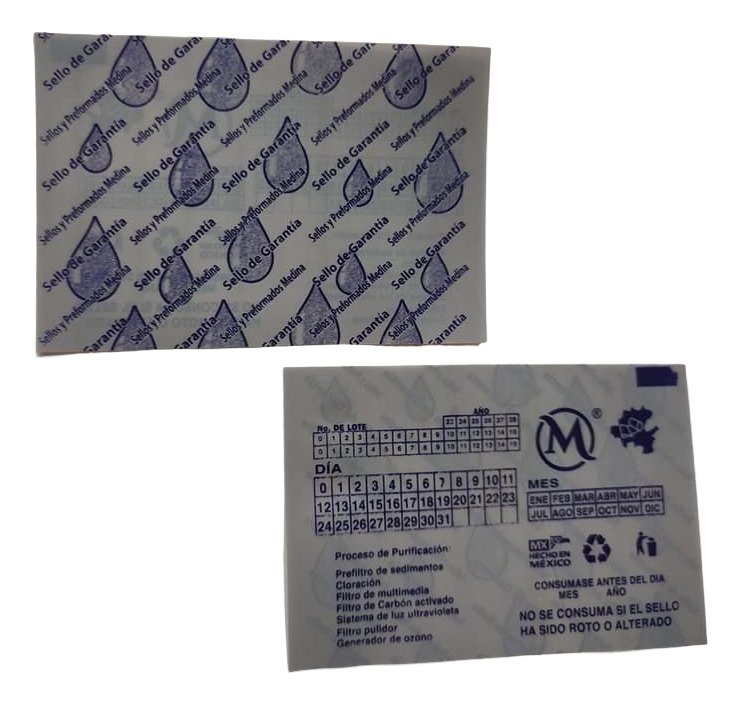 Sello de Garantía
Sellos y Preformados Medina
AÑO
No. DE LOTE 23 24 25 26 27 28
0 1 2 3 4 5 6 7 8 9 10 11 12 13 14 15
0 1 2 3 4 5 6 7 8 9 10 11 12 13 14 15
M ®
DÍA
0 1 2 3 4 5 6 7 8 9 10 11
12 13 14 15 16 17 18 19 20 21 22 23
24 25 26 27 28 29 30 31
MES
ENE FEB MAR ABR MAY JUN
JUL AGO SEP OCT NOV DIC
MX
HECHO EN
MÉXICO
Proceso de Purificación:
Prefiltro de sedimentos
Cloración
Filtro de multimedia
Filtro de Carbón activado
Sistema de luz ultravioleta
Filtro pulidor
Generador de ozono
CONSUMASE ANTES DEL DIA
MES AÑO
NO SE CONSUMA SI EL SELLO
HA SIDO ROTO O ALTERADO